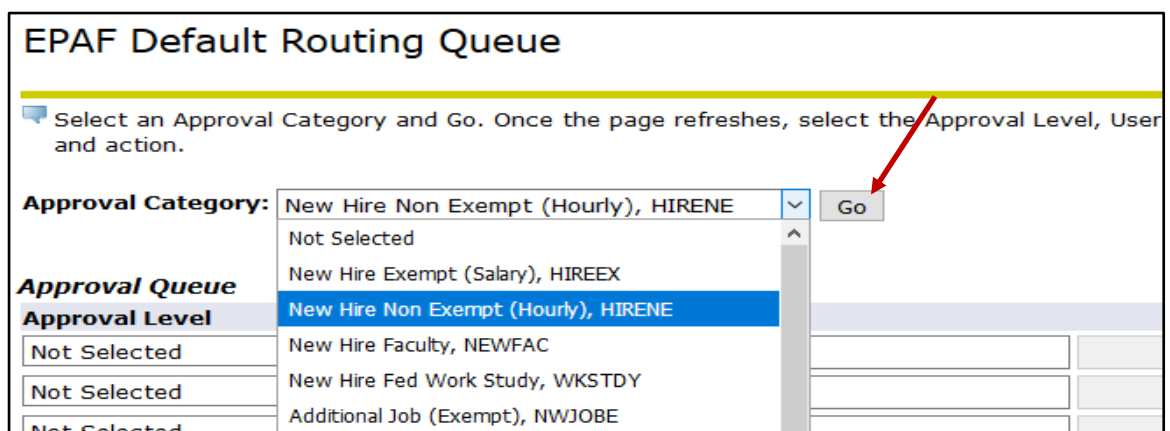 EPAF Default Routing Queue
Select an Approval Category and Go. Once the page refreshes, select the Approval Level, User
and action.
Approval Category: New Hire Non Exempt (Hourly), HIRENE Go
Not Selected
New Hire Exempt (Salary), HIREEX
Approval Queue
New Hire Non Exempt (Hourly), HIRENE
Approval Level
New Hire Faculty, NEWFAC
Not Selected
New Hire Fed Work Study, WKSTDY
Not Selected
Additional Job (Exempt), NWJOBE
Not Selected